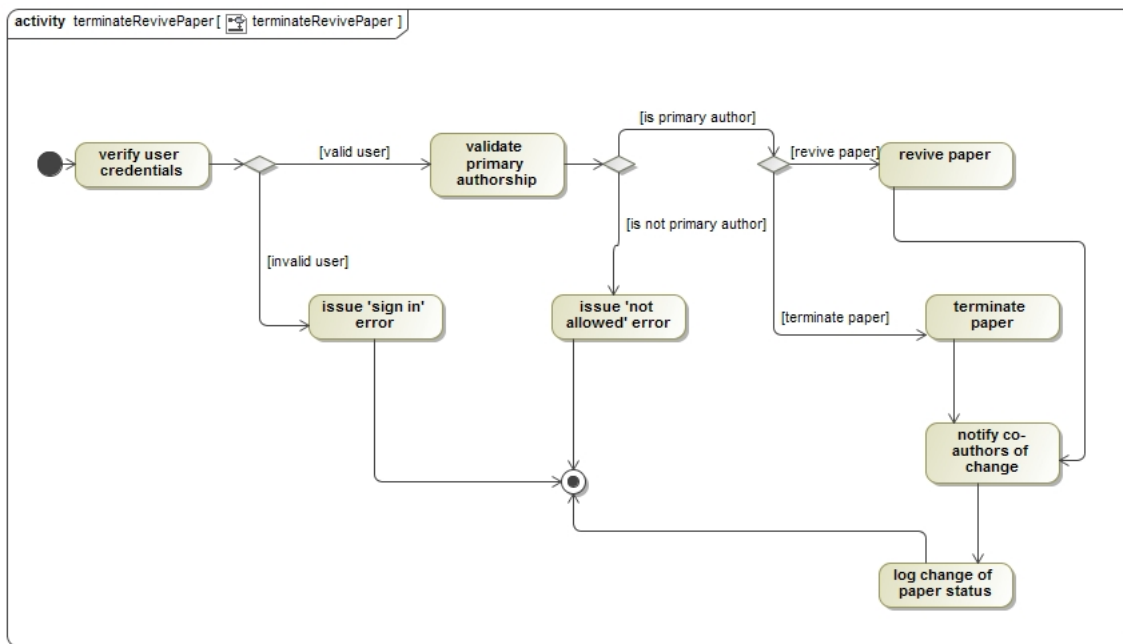 activity terminateRevivePaper [ terminateRevivePaper ]
[is primary author]
verify user
credentials
[valid user]
validate
primary
authorship
[revive paper]
revive paper
[is not primary author]
[invalid user]
issue 'sign in'
error
issue 'not
allowed' error
[terminate paper]
terminate
paper
notify co-
authors of
change
log change of
paper status